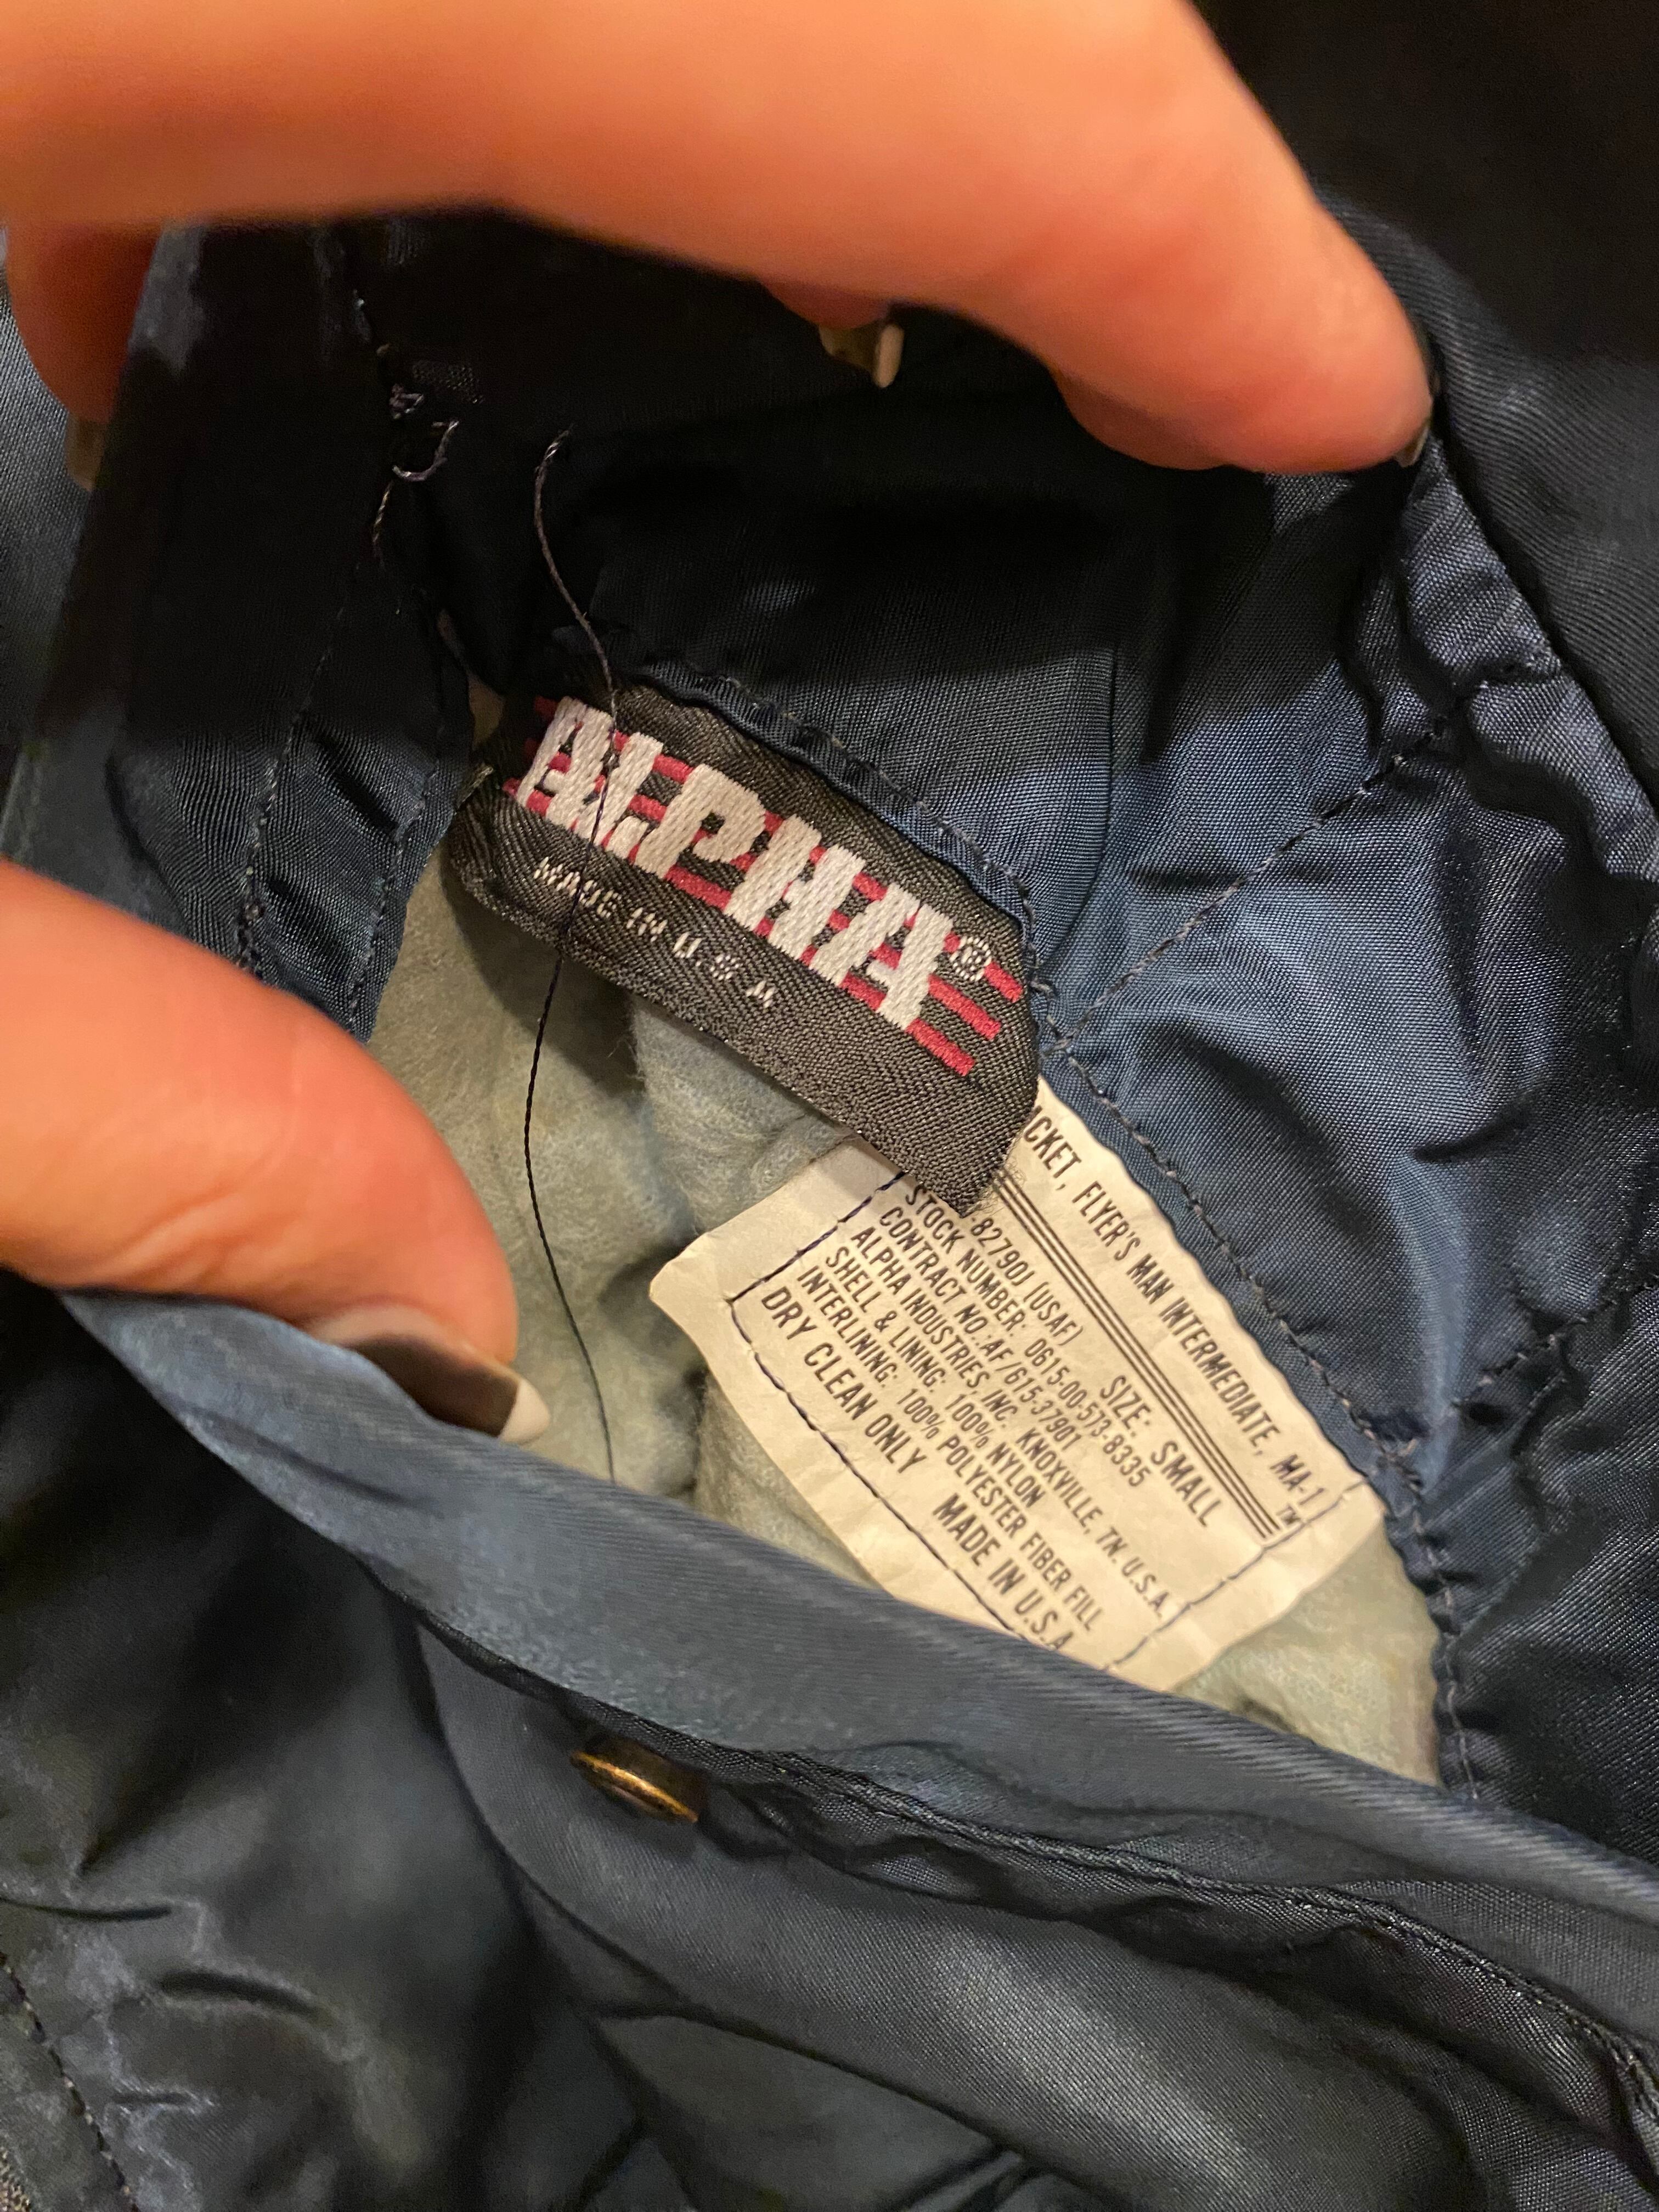 ALPHA®
MADE IN U S A
ACKET, FLYER'S MAN INTERMEDIATE, MA-1 ™
-82790J (USAF) SIZE: SMALL
STOCK NUMBER: 0615-00-573-8335
CONTRACT NO.:AF/615-37901
ALPHA INDUSTRIES, INC. KNOXVILLE, TN. U.S.A.
SHELL & LINING: 100% NYLON
INTERLINING: 100% POLYESTER FIBER FILL
DRY CLEAN ONLY MADE IN U.S.A